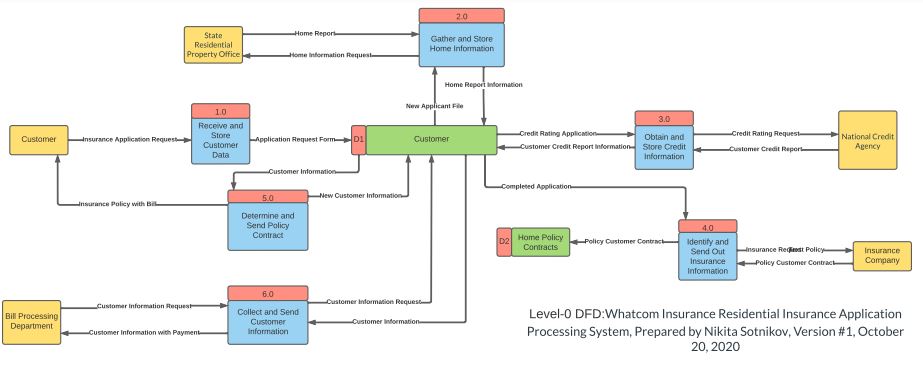 2.0
State
Residential
Property Office
Home Report
Gather and Store
Home Information
Home Information Request
Home Report Information
New Applicant File
1.0
3.0
Customer
Insurance Application Request
Receive and
Store
Customer
Data
Application Request Form
D1
Customer
Credit Rating Application
Customer Credit Report Information
Obtain and
Store Credit
Information
Credit Rating Request
Customer Credit Report
National Credit
Agency
Customer Information
5.0
New Customer Information
Completed Application
Insurance Policy with Bill
Determine and
Send Policy
Contract
4.0
D2
Home Policy
Contracts
Policy Customer Contract
Identify and
Send Out
Insurance
Information
Insurance
Policy
Policy Customer Contract
Insurance
Company
6.0
Bill Processing
Department
Customer Information Request
Customer Information with Payment
Collect and Send
Customer
Information
Customer Information Request
Customer Information
Level-0 DFD:Whatcom Insurance Residential Insurance Application
Processing System, Prepared by Nikita Sotnikov, Version #1, October
20, 2020